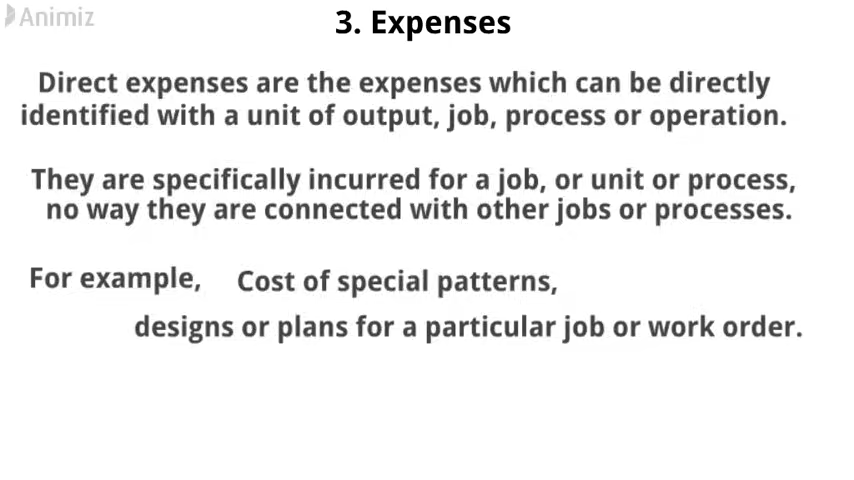 Animiz
3. Expenses
Direct expenses are the expenses which can be directly
identified with a unit of output, job, process or operation.
They are specifically incurred for a job, or unit or process,
no way they are connected with other jobs or processes.
For example, Cost of special patterns,
designs or plans for a particular job or work order.